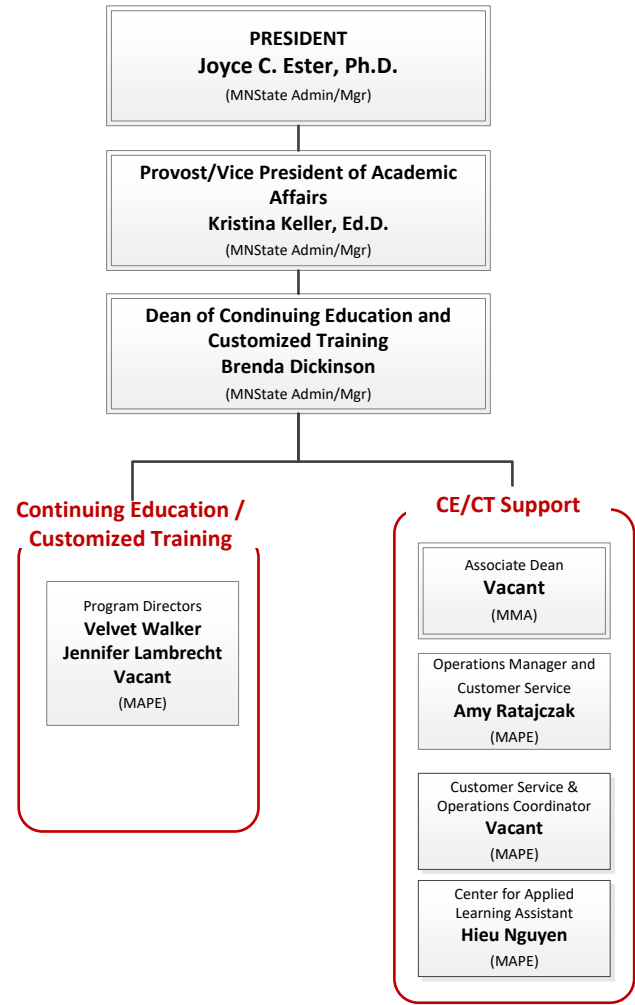 PRESIDENT
Joyce C. Ester, Ph.D.
(MNState Admin/Mgr)
Provost/Vice President of Academic
Affairs
Kristina Keller, Ed.D.
(MNState Admin/Mgr)
Dean of Condinuing Education and
Customized Training
Brenda Dickinson
(MNState Admin/Mgr)
Continuing Education /
Customized Training
Program Directors
Velvet Walker
Jennifer Lambrecht
Vacant
(MAPE)
CE/CT Support
Associate Dean
Vacant
(MMA)
Operations Manager and
Customer Service
Amy Ratajczak
(MAPE)
Customer Service &
Operations Coordinator
Vacant
(MAPE)
Center for Applied
Learning Assistant
Hieu Nguyen
(MAPE)